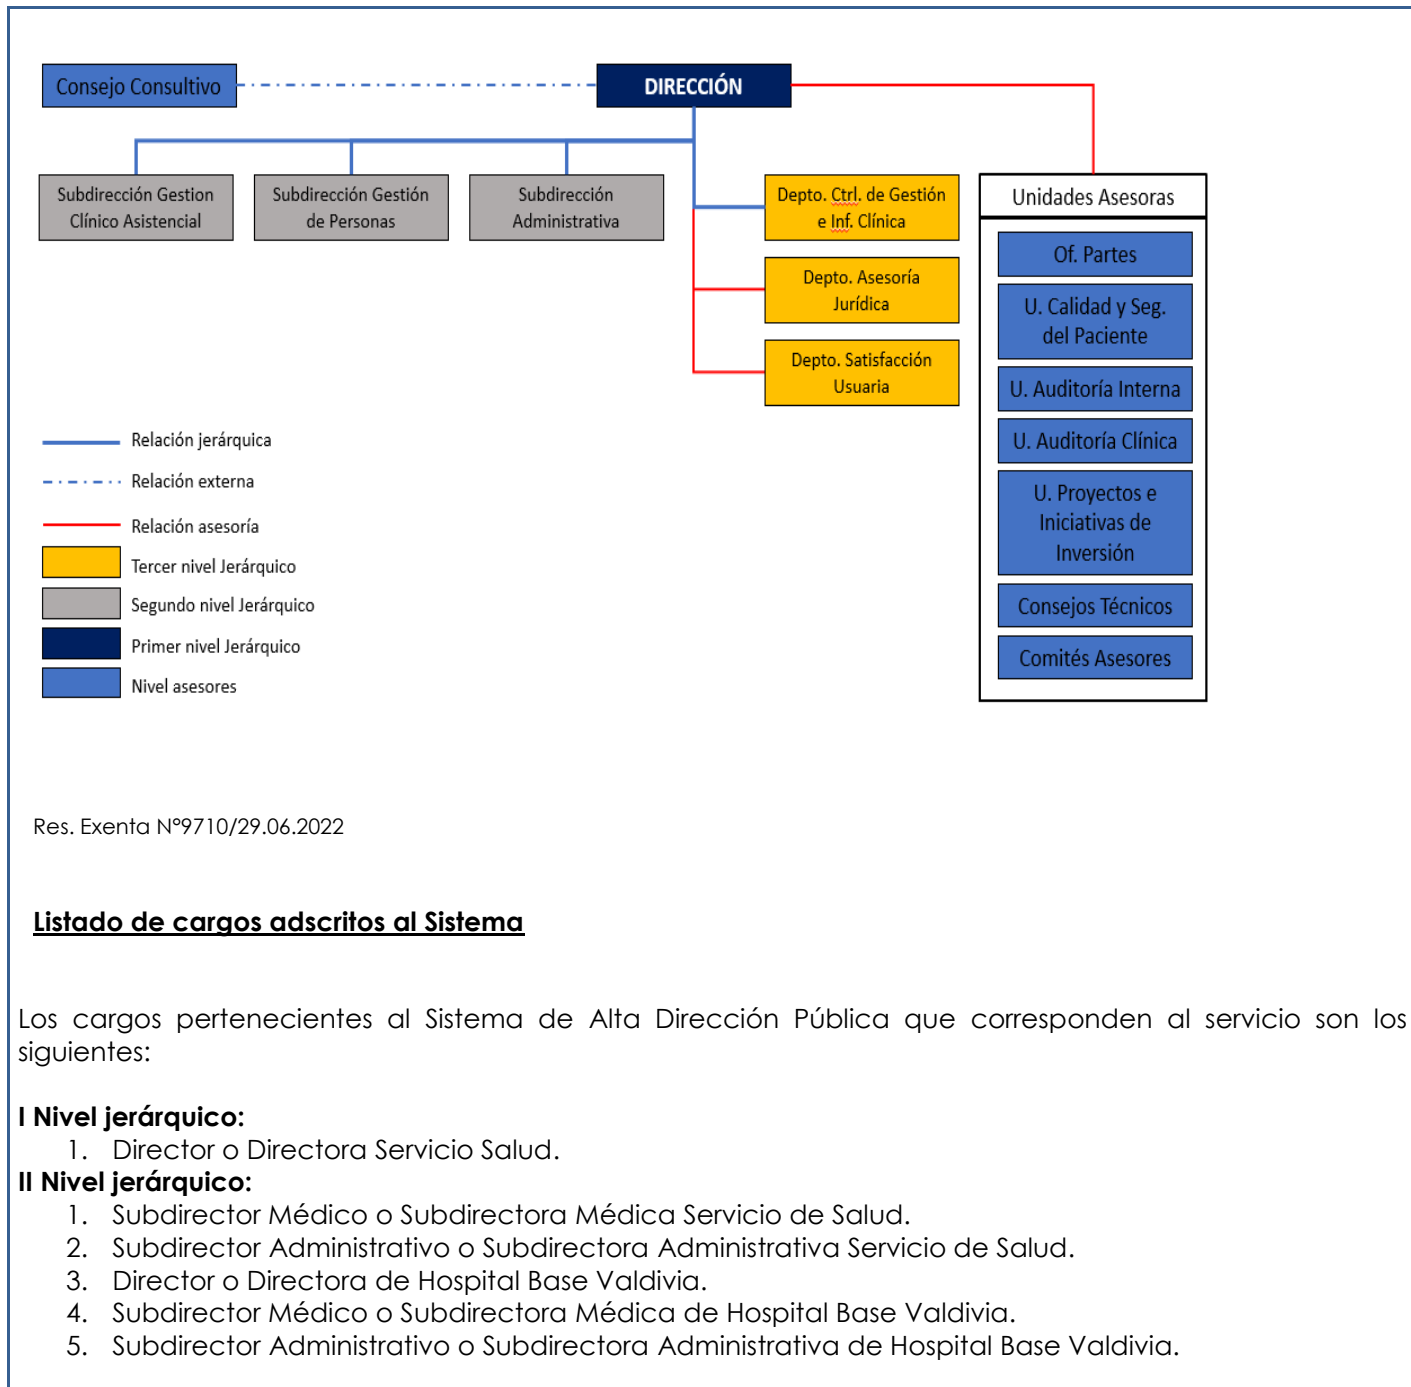 Consejo Consultivo
DIRECCIÓN
Subdirección Gestion
Clínico Asistencial
Subdirección Gestión
de Personas
Subdirección
Administrativa
Depto. Ctrl. de Gestión
e Inf. Clínica
Depto. Asesoría
Jurídica
Depto. Satisfacción
Usuaria
Unidades Asesoras
Of. Partes
U. Calidad y Seg.
del Paciente
U. Auditoría Interna
U. Auditoría Clínica
U. Proyectos e
Iniciativas de
Inversión
Consejos Técnicos
Comités Asesores
Relación jerárquica
Relación externa
Relación asesoría
Tercer nivel Jerárquico
Segundo nivel Jerárquico
Primer nivel Jerárquico
Nivel asesores
Res. Exenta N°9710/29.06.2022
Listado de cargos adscritos al Sistema
Los cargos pertenecientes al Sistema de Alta Dirección Pública que corresponden al servicio son los
siguientes:
I Nivel jerárquico:
1. Director o Directora Servicio Salud.
II Nivel jerárquico:
1. Subdirector Médico o Subdirectora Médica Servicio de Salud.
2. Subdirector Administrativo o Subdirectora Administrativa Servicio de Salud.
3. Director o Directora de Hospital Base Valdivia.
4. Subdirector Médico o Subdirectora Médica de Hospital Base Valdivia.
5. Subdirector Administrativo o Subdirectora Administrativa de Hospital Base Valdivia.